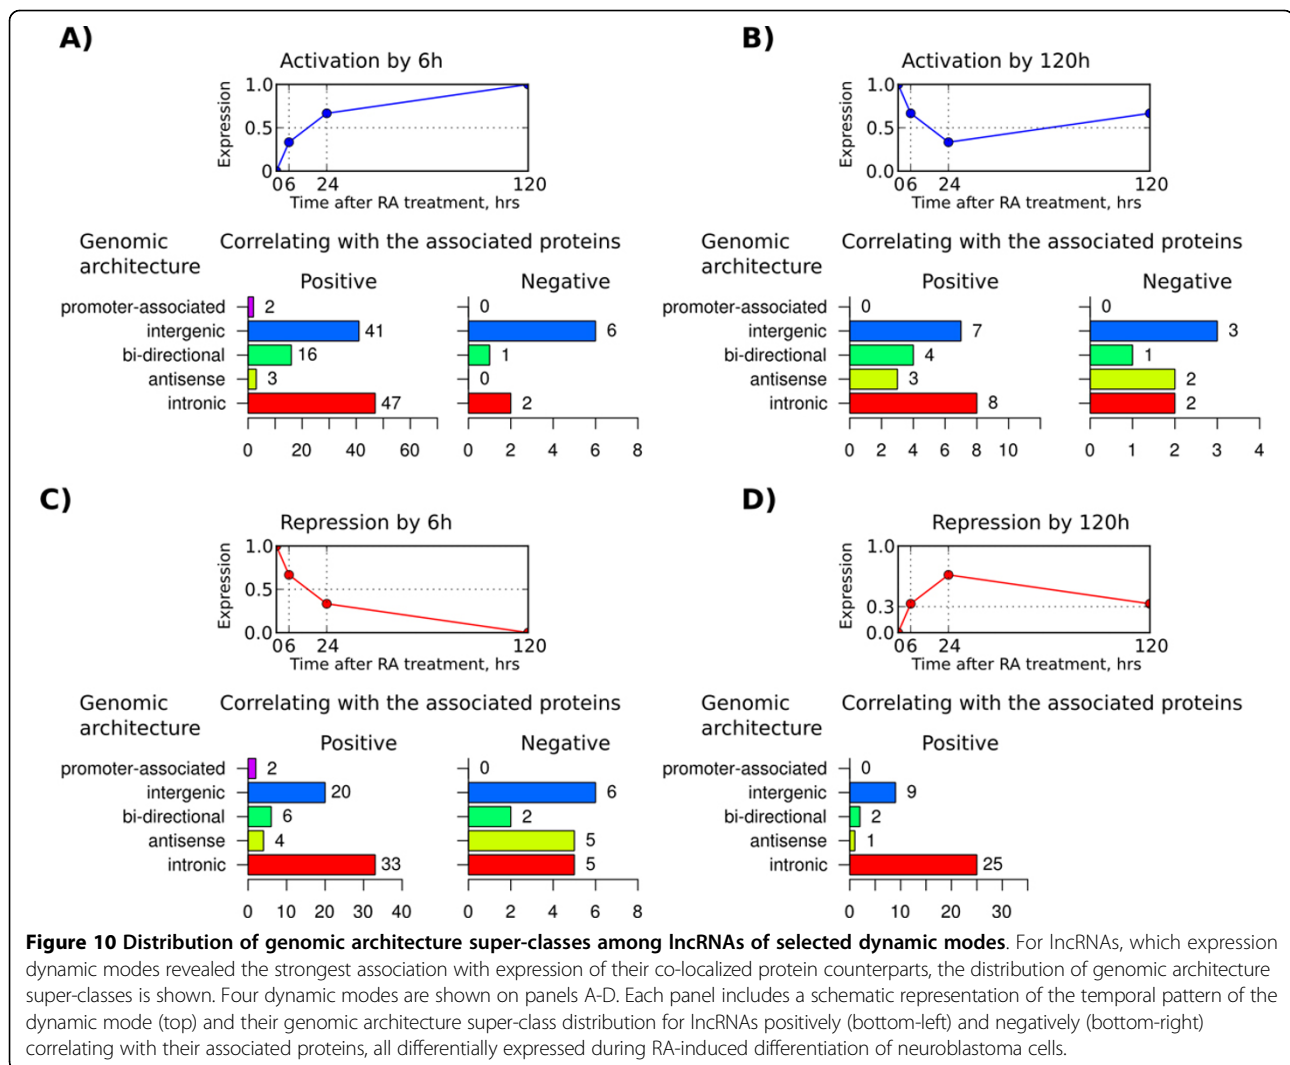 A)
Activation by 6h
Expression
1.0
0.5
0
0 6 24 120
Time after RA treatment, hrs
Genomic architecture
Correlating with the associated proteins
Positive
Negative
promoter-associated 2 0
intergenic 41 6
bi-directional 16 1
antisense 3 0
intronic 47 2
0 20 40 60
0 2 4 6 8
B)
Activation by 120h
Expression
1.0
0.5
0.0
0 6 24 120
Time after RA treatment, hrs
Genomic architecture
Correlating with the associated proteins
Positive
Negative
promoter-associated 0 0
intergenic 7 3
bi-directional 4 1
antisense 3 2
intronic 8 2
0 2 4 6 8 10
0 1 2 3 4
C)
Repression by 6h
Expression
1.0
0.5
0.0
0 6 24 120
Time after RA treatment, hrs
Genomic architecture
Correlating with the associated proteins
Positive
Negative
promoter-associated 2 0
intergenic 20 6
bi-directional 6 2
antisense 4 5
intronic 33 5
0 10 20 30 40
0 2 4 6 8
D)
Repression by 120h
Expression
1.0
0.3
0.0
0 6 24 120
Time after RA treatment, hrs
Genomic architecture
Correlating with the associated proteins
Positive
promoter-associated 0
intergenic 9
bi-directional 2
antisense 1
intronic 25
0 10 20 30
Figure 10 Distribution of genomic architecture super-classes among lncRNAs of selected dynamic modes. For lncRNAs, which expression
dynamic modes revealed the strongest association with expression of their co-localized protein counterparts, the distribution of genomic architecture
super-classes is shown. Four dynamic modes are shown on panels A-D. Each panel includes a schematic representation of the temporal pattern of the
dynamic mode (top) and their genomic architecture super-class distribution for lncRNAs positively (bottom-left) and negatively (bottom-right)
correlating with their associated proteins, all differentially expressed during RA-induced differentiation of neuroblastoma cells.